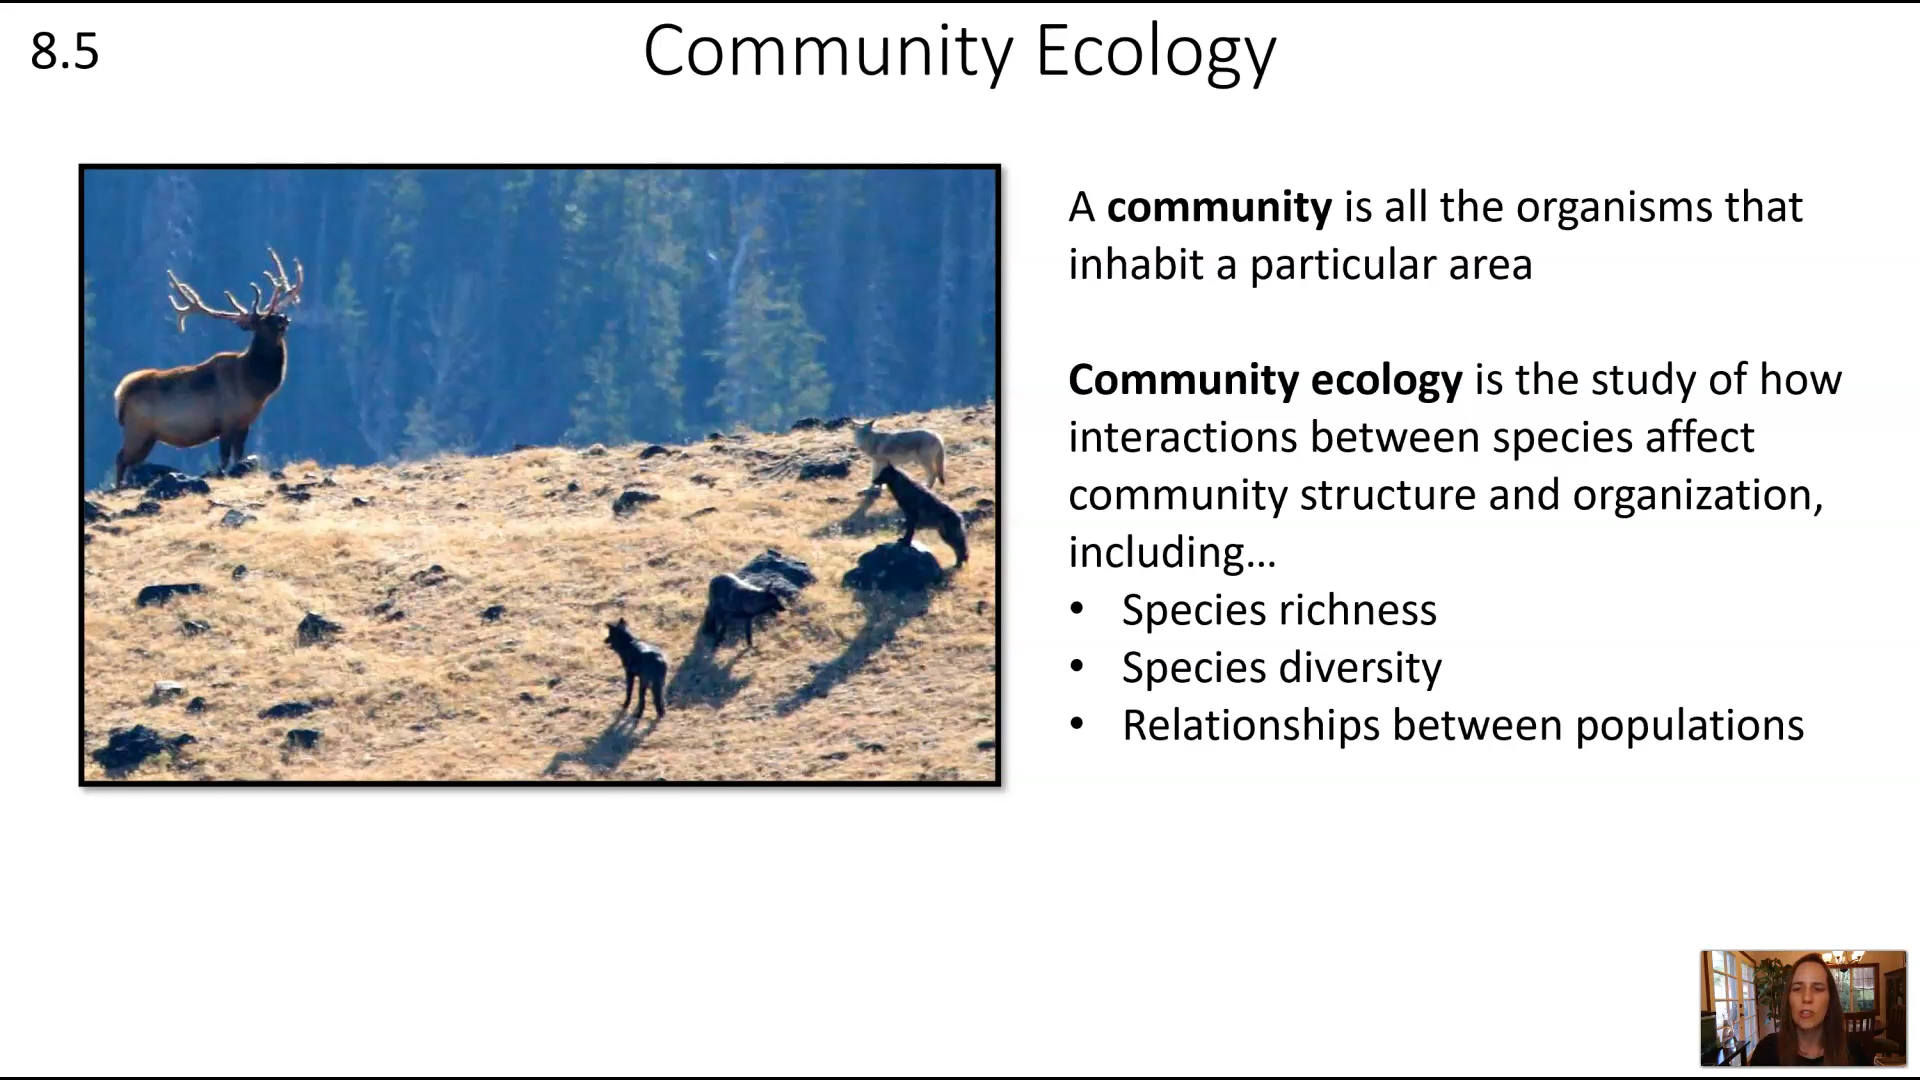 8.5
Community Ecology
A community is all the organisms that
inhabit a particular area
Community ecology is the study of how
interactions between species affect
community structure and organization,
including...
• Species richness
• Species diversity
• Relationships between populations